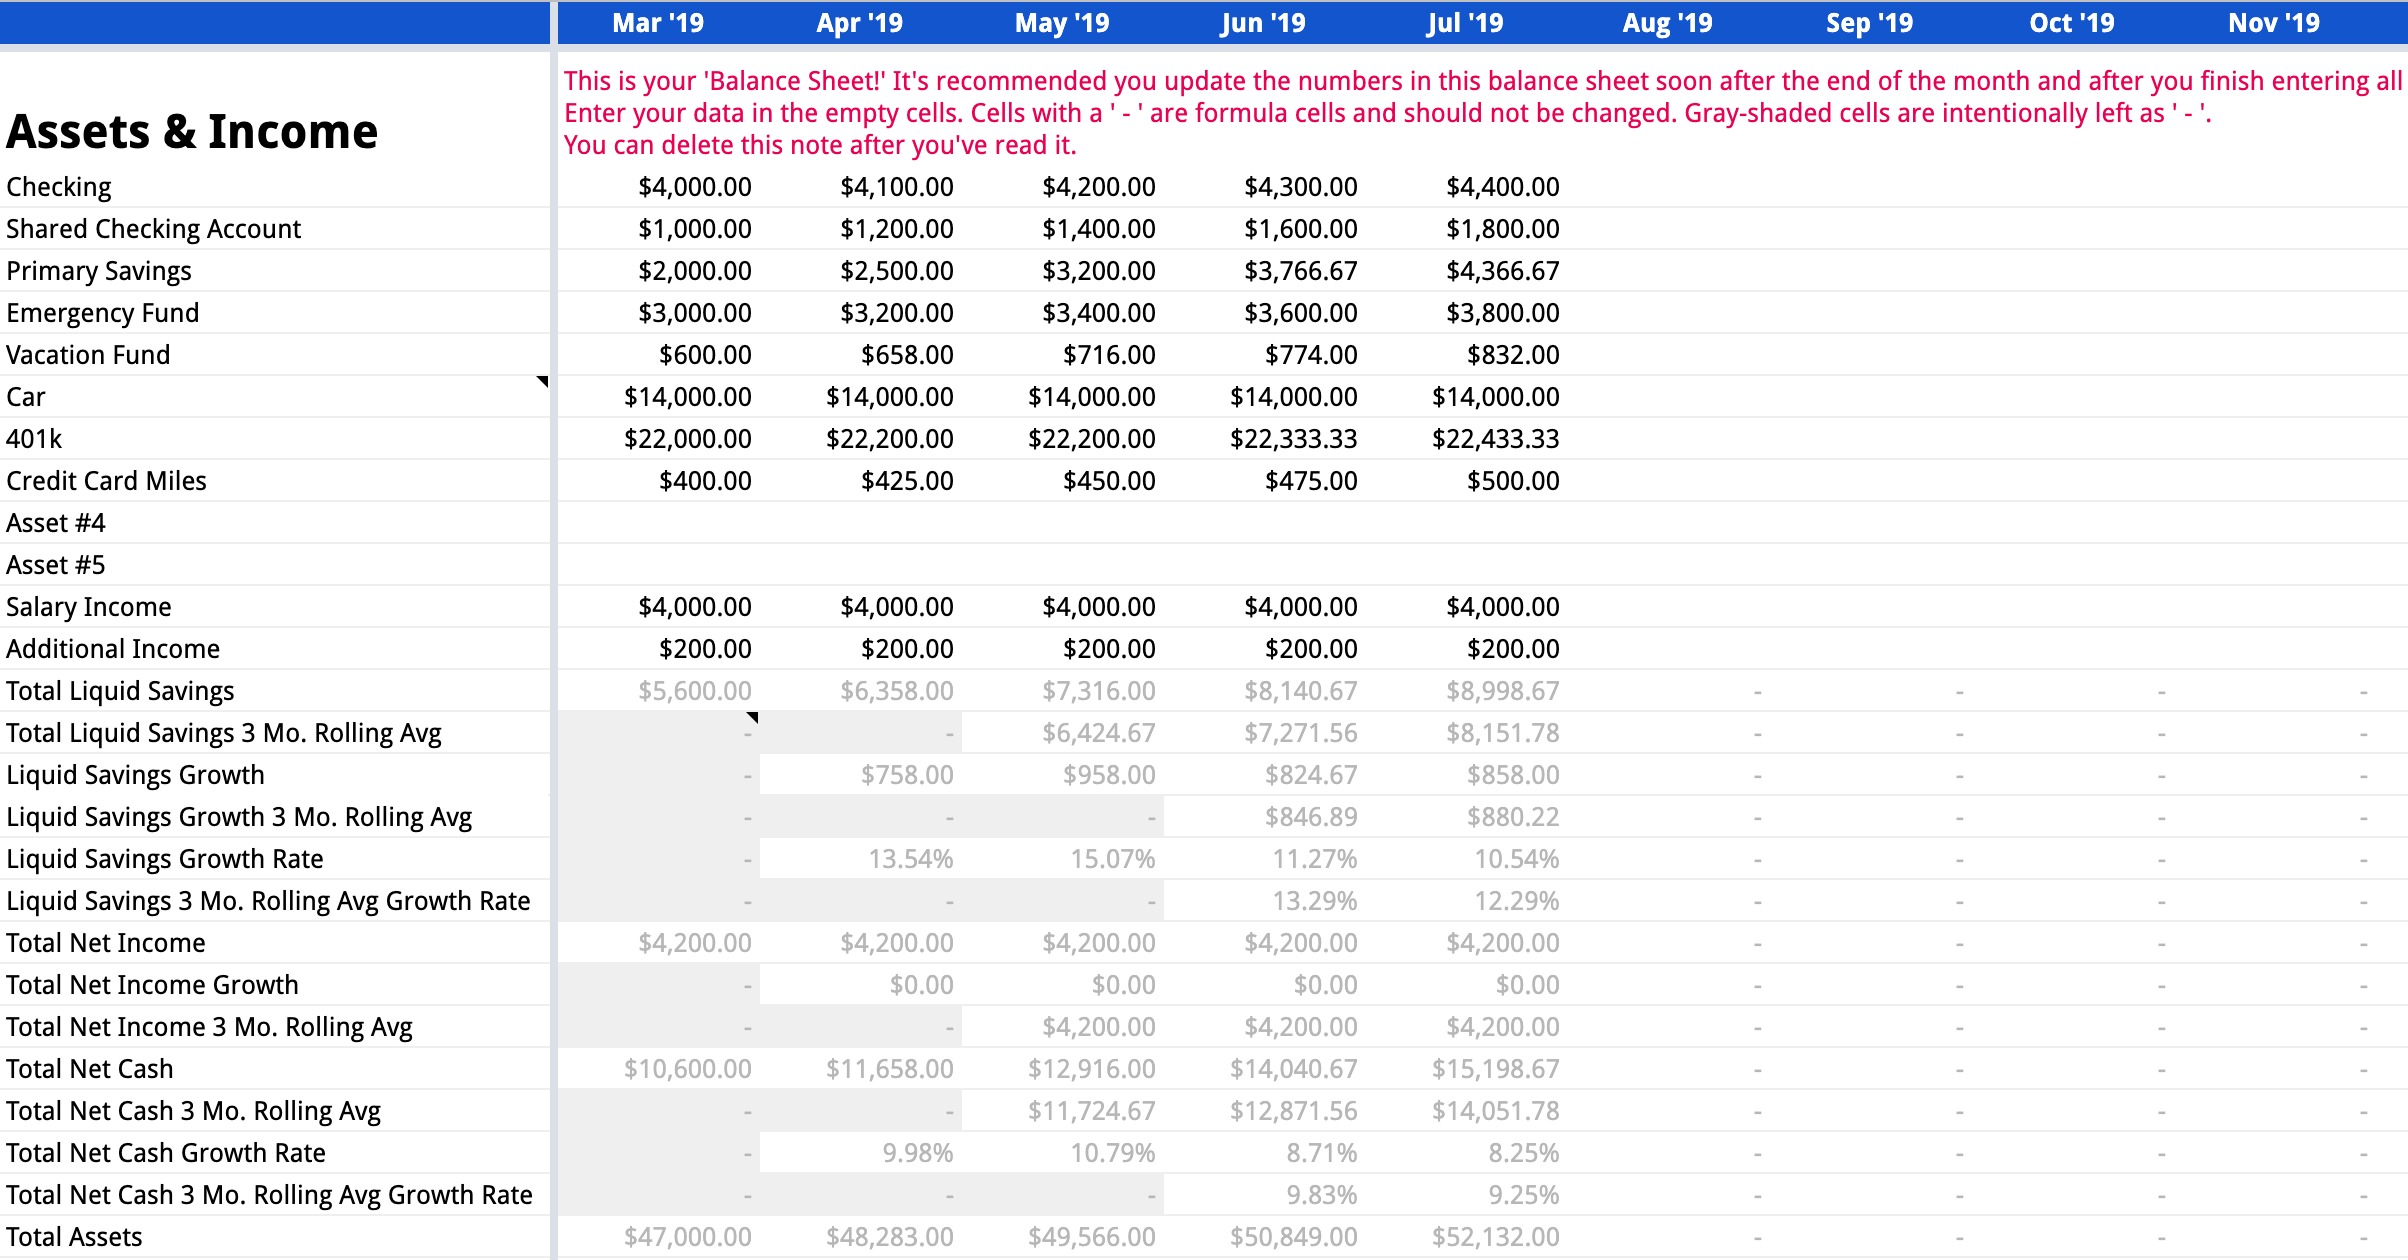 Mar '19 Apr '19 May '19 Jun '19 Jul '19 Aug '19 Sep '19 Oct '19 Nov '19
This is your 'Balance Sheet!' It's recommended you update the numbers in this balance sheet soon after the end of the month and after you finish entering all
Enter your data in the empty cells. Cells with a ' - ' are formula cells and should not be changed. Gray-shaded cells are intentionally left as ' - '.
You can delete this note after you've read it.
Assets & Income
Checking $4,000.00 $4,100.00 $4,200.00 $4,300.00 $4,400.00
Shared Checking Account $1,000.00 $1,200.00 $1,400.00 $1,600.00 $1,800.00
Primary Savings $2,000.00 $2,500.00 $3,200.00 $3,766.67 $4,366.67
Emergency Fund $3,000.00 $3,200.00 $3,400.00 $3,600.00 $3,800.00
Vacation Fund $600.00 $658.00 $716.00 $774.00 $832.00
Car $14,000.00 $14,000.00 $14,000.00 $14,000.00 $14,000.00
401k $22,000.00 $22,200.00 $22,200.00 $22,333.33 $22,433.33
Credit Card Miles $400.00 $425.00 $450.00 $475.00 $500.00
Asset #4
Asset #5
Salary Income $4,000.00 $4,000.00 $4,000.00 $4,000.00 $4,000.00
Additional Income $200.00 $200.00 $200.00 $200.00 $200.00
Total Liquid Savings $5,600.00 $6,358.00 $7,316.00 $8,140.67 $8,998.67 - - - -
Total Liquid Savings 3 Mo. Rolling Avg - - $6,424.67 $7,271.56 $8,151.78 - - - -
Liquid Savings Growth - $758.00 $958.00 $824.67 $858.00 - - - -
Liquid Savings Growth 3 Mo. Rolling Avg - - - $846.89 $880.22 - - - -
Liquid Savings Growth Rate - 13.54% 15.07% 11.27% 10.54% - - - -
Liquid Savings 3 Mo. Rolling Avg Growth Rate - - - 13.29% 12.29% - - - -
Total Net Income $4,200.00 $4,200.00 $4,200.00 $4,200.00 $4,200.00 - - - -
Total Net Income Growth - $0.00 $0.00 $0.00 $0.00 - - - -
Total Net Income 3 Mo. Rolling Avg - - $4,200.00 $4,200.00 $4,200.00 - - - -
Total Net Cash $10,600.00 $11,658.00 $12,916.00 $14,040.67 $15,198.67 - - - -
Total Net Cash 3 Mo. Rolling Avg - - $11,724.67 $12,871.56 $14,051.78 - - - -
Total Net Cash Growth Rate - 9.98% 10.79% 8.71% 8.25% - - - -
Total Net Cash 3 Mo. Rolling Avg Growth Rate - - - 9.83% 9.25% - - - -
Total Assets $47,000.00 $48,283.00 $49,566.00 $50,849.00 $52,132.00 - - - -